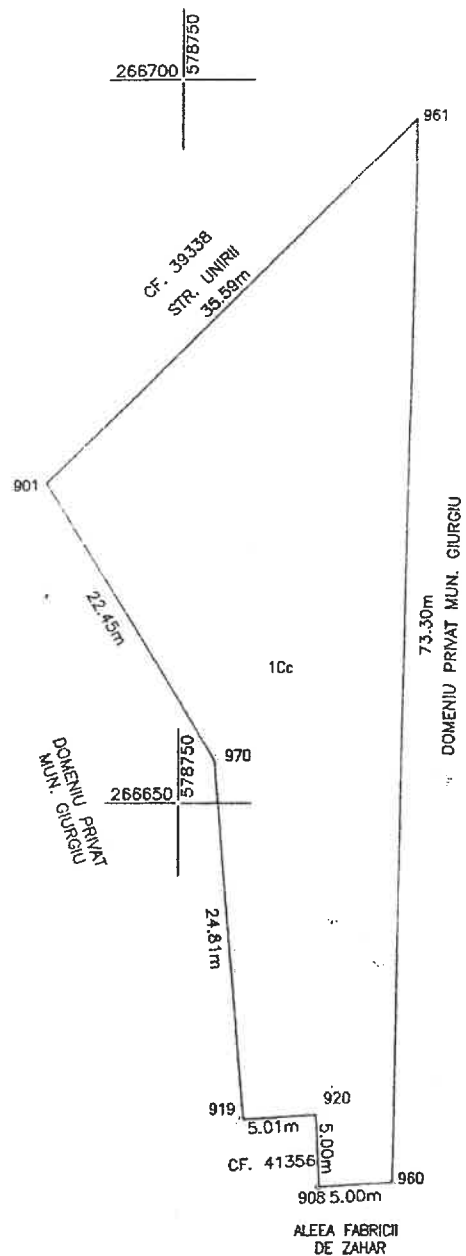 266700
578750
961
CF. 39338
STR. UNIRII
35.59m
901
22.45m
1Cc
73.30m
DOMENIU PRIVAT MUN. GIURGIU
970
DOMENIU PRIVAT
MUN. GIURGIU
266650
578750
24.81m
919
920
5.01m
5.00m
CF. 41356
960
908
5.00m
ALEEA FABRICII
DE ZAHAR